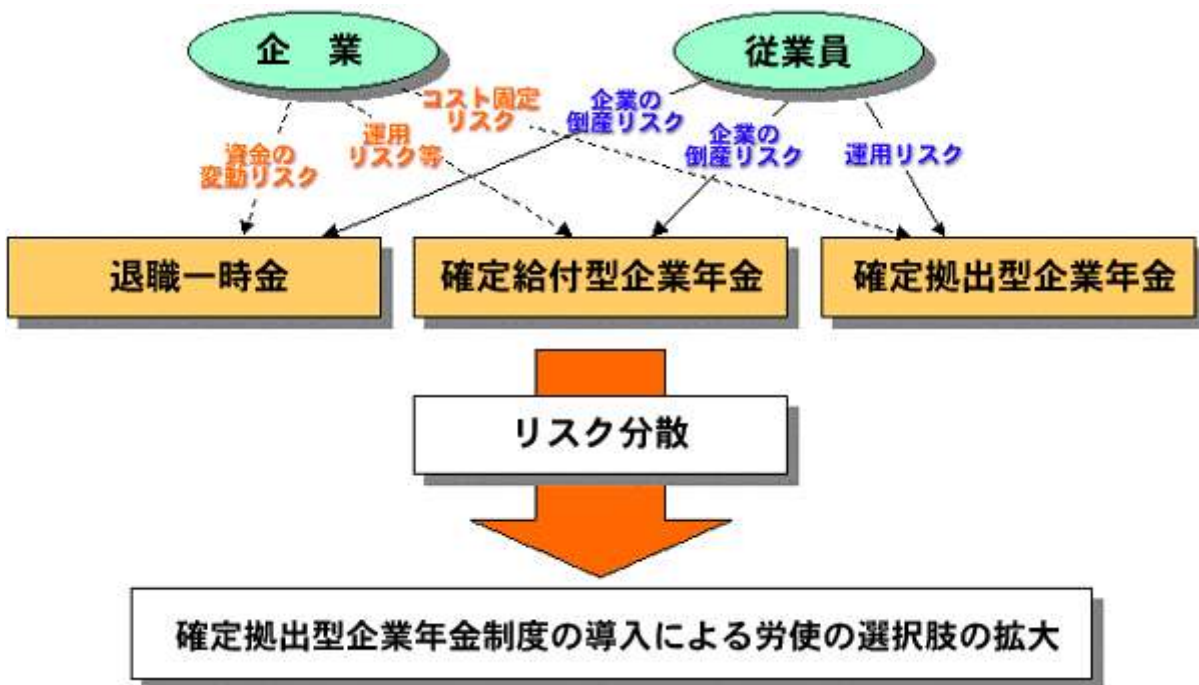 企 業
従業員
資金の
変動リスク
運用
リスク等
コスト固定
リスク
企業の
倒産リスク
企業の
倒産リスク
運用リスク
退職一時金
確定給付型企業年金
確定拠出型企業年金
リスク分散
確定拠出型企業年金制度の導入による労使の選択肢の拡大